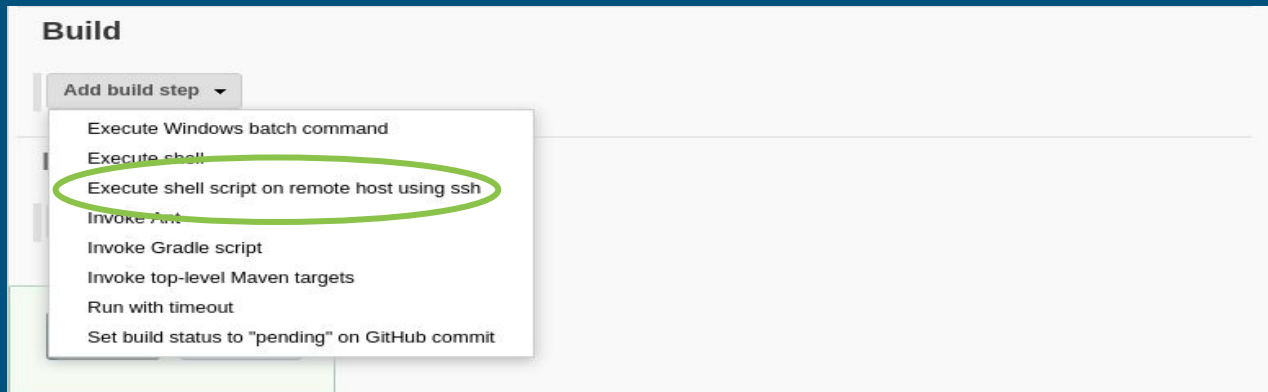 Build
Add build step
Execute Windows batch command
Execute shell
Execute shell script on remote host using ssh
Invoke Ant
Invoke Gradle script
Invoke top-level Maven targets
Run with timeout
Set build status to "pending" on GitHub commit